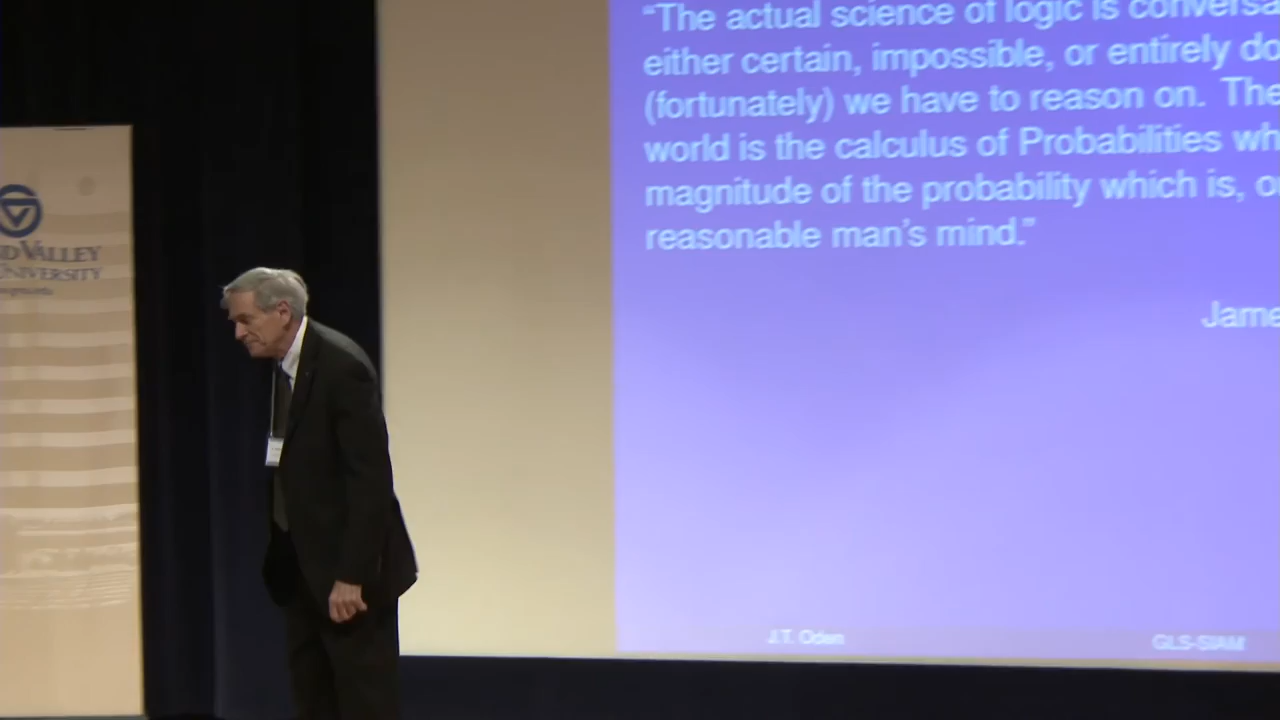 "The actual science of logic is conversa
either certain, impossible, or entirely do
(fortunately) we have to reason on. The
world is the calculus of Probabilities wh
magnitude of the probability which is, o
reasonable man's mind."
Jame
J.T. Oden
GLS-SIAM
D VALLEY
UNIVERSITY